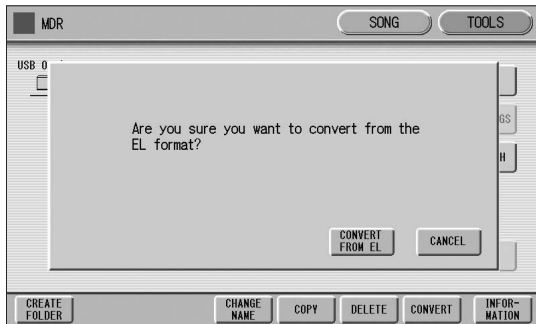 MDR
SONG
TOOLS
USB 0
GS
H
Are you sure you want to convert from the
EL format?
CONVERT
FROM EL
CANCEL
CREATE
FOLDER
CHANGE
NAME
COPY
DELETE
CONVERT
INFOR-
MATION